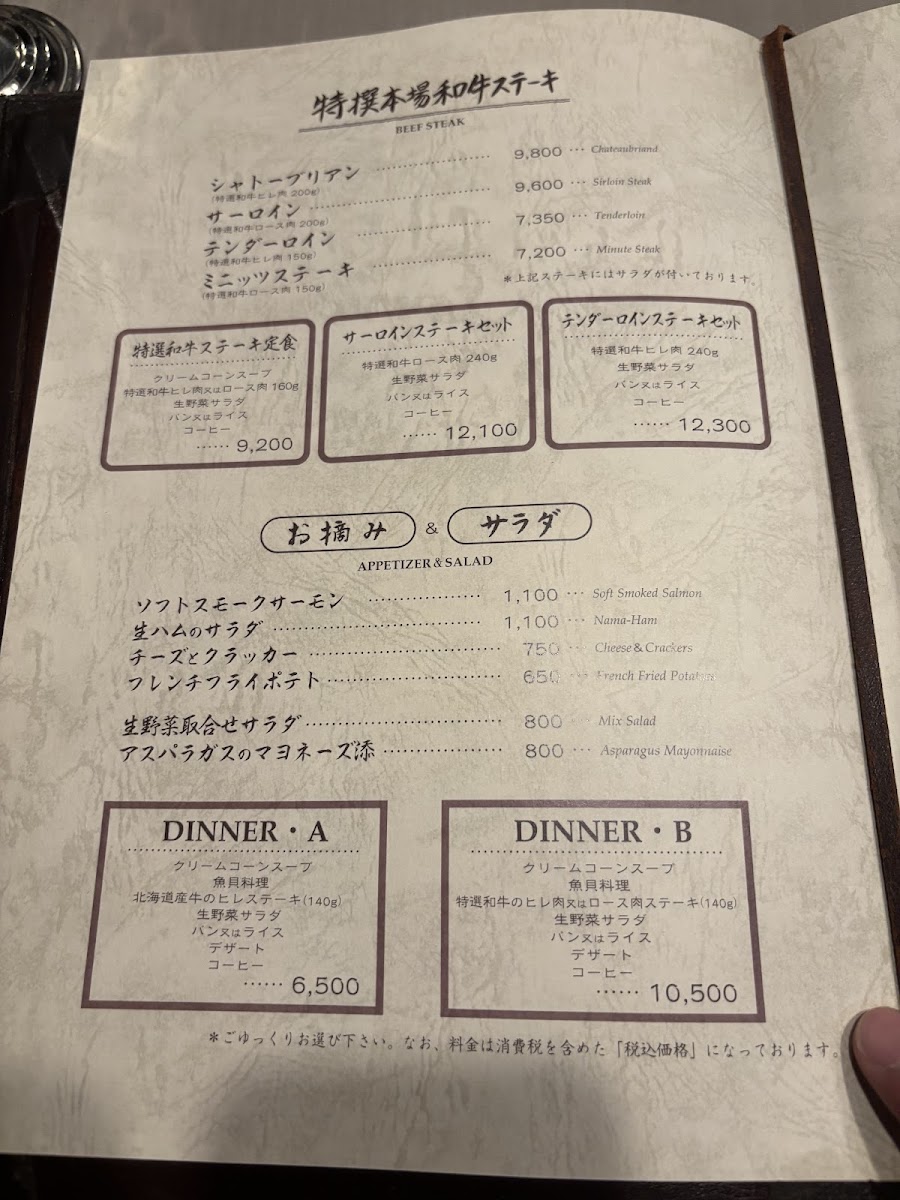 特撰本場和牛ステーキ
BEEF STEAK
シャトーブリアン ………… 9,800 … Chateaubriand
(特選和牛ヒレ肉 200g)
サーロイン ………… 9,600 … Sirloin Steak
(特選和牛ロース肉 200g)
テンダーロイン ………… 7,350 … Tenderloin
(特選和牛ヒレ肉 150g)
ミニッツステーキ ………… 7,200 … Minute Steak
(特選和牛ロース肉 150g)
*上記ステーキにはサラダが付いております。
特選和牛ステーキ定食
クリームコーンスープ
特選和牛ヒレ肉又はロース肉 160g
生野菜サラダ
パン又はライス
コーヒー
…… 9,200
サーロインステーキセット
特選和牛ロース肉 240g
生野菜サラダ
パン又はライス
コーヒー
…… 12,100
テンダーロインステーキセット
特選和牛ヒレ肉 240g
生野菜サラダ
パン又はライス
コーヒー
…… 12,300
お摘み & サラダ
APPETIZER & SALAD
ソフトスモークサーモン ………… 1,100 … Soft Smoked Salmon
生ハムのサラダ ………… 1,100 … Nama-Ham
チーズとクラッカー ………… 750 … Cheese & Crackers
フレンチフライポテト ………… 650 … French Fried Potatoes
生野菜取合せサラダ ………… 800 … Mix Salad
アスパラガスのマヨネーズ添 ………… 800 … Asparagus Mayonnaise
DINNER・A
クリームコーンスープ
魚貝料理
北海道産牛のヒレステーキ(140g)
生野菜サラダ
パン又はライス
デザート
コーヒー
…… 6,500
DINNER・B
クリームコーンスープ
魚貝料理
特選和牛のヒレ肉又はロース肉ステーキ(140g)
生野菜サラダ
パン又はライス
デザート
コーヒー
…… 10,500
*ごゆっくりお選び下さい。なお、料金は消費税を含めた「税込価格」になっております。